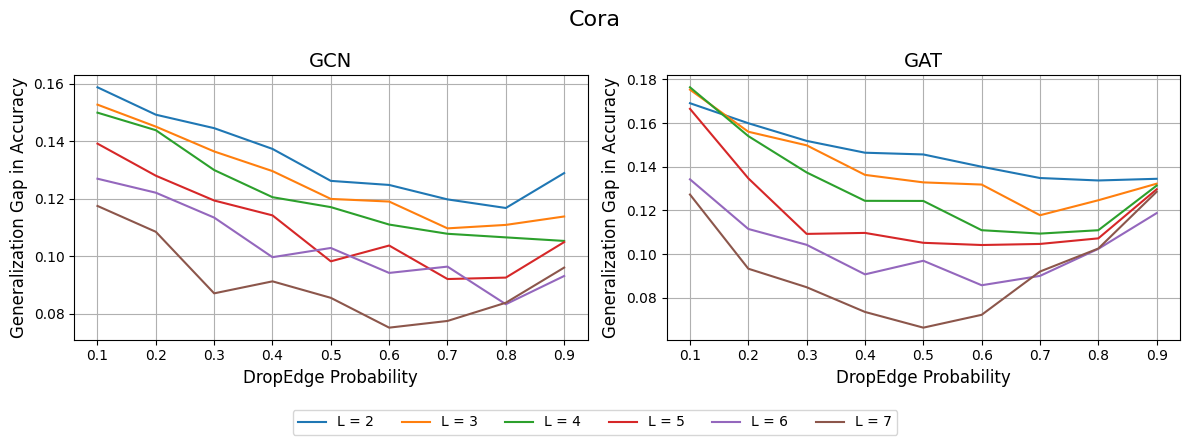 Cora
GCN
Generalization Gap in Accuracy
0.16
0.14
0.12
0.10
0.08
0.1 0.2 0.3 0.4 0.5 0.6 0.7 0.8 0.9
DropEdge Probability
GAT
Generalization Gap in Accuracy
0.18
0.16
0.14
0.12
0.10
0.08
0.1 0.2 0.3 0.4 0.5 0.6 0.7 0.8 0.9
DropEdge Probability
L = 2 L = 3 L = 4 L = 5 L = 6 L = 7